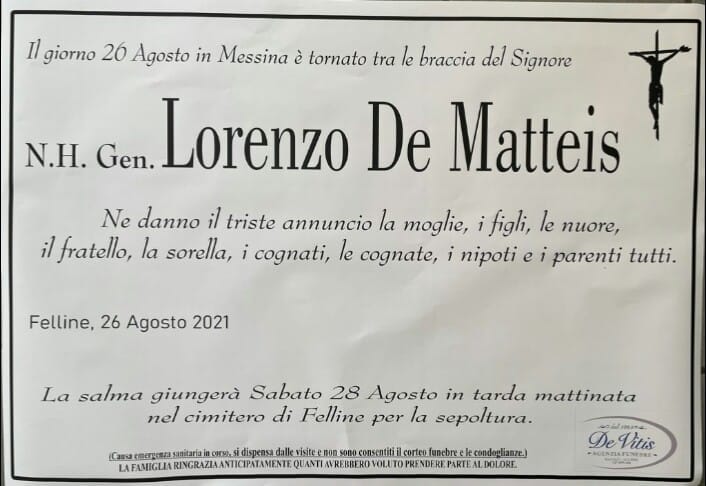 Il giorno 26 Agosto in Messina è tornato tra le braccia del Signore
N.H. Gen. Lorenzo De Matteis
Ne danno il triste annuncio la moglie, i figli, le nuore,
il fratello, la sorella, i cognati, le cognate, i nipoti e i parenti tutti.
Felline, 26 Agosto 2021
La salma giungerà Sabato 28 Agosto in tarda mattinata
nel cimitero di Felline per la sepoltura.
(Causa emergenza sanitaria in corso, si dispensa dalle visite e non sono consentiti il corteo funebre e le condoglianze.)
LA FAMIGLIA RINGRAZIA ANTICIPATAMENTE QUANTI AVREBBERO VOLUTO PRENDERE PARTE AL DOLORE.
De Vitis
AGENZIA FUNEBRE